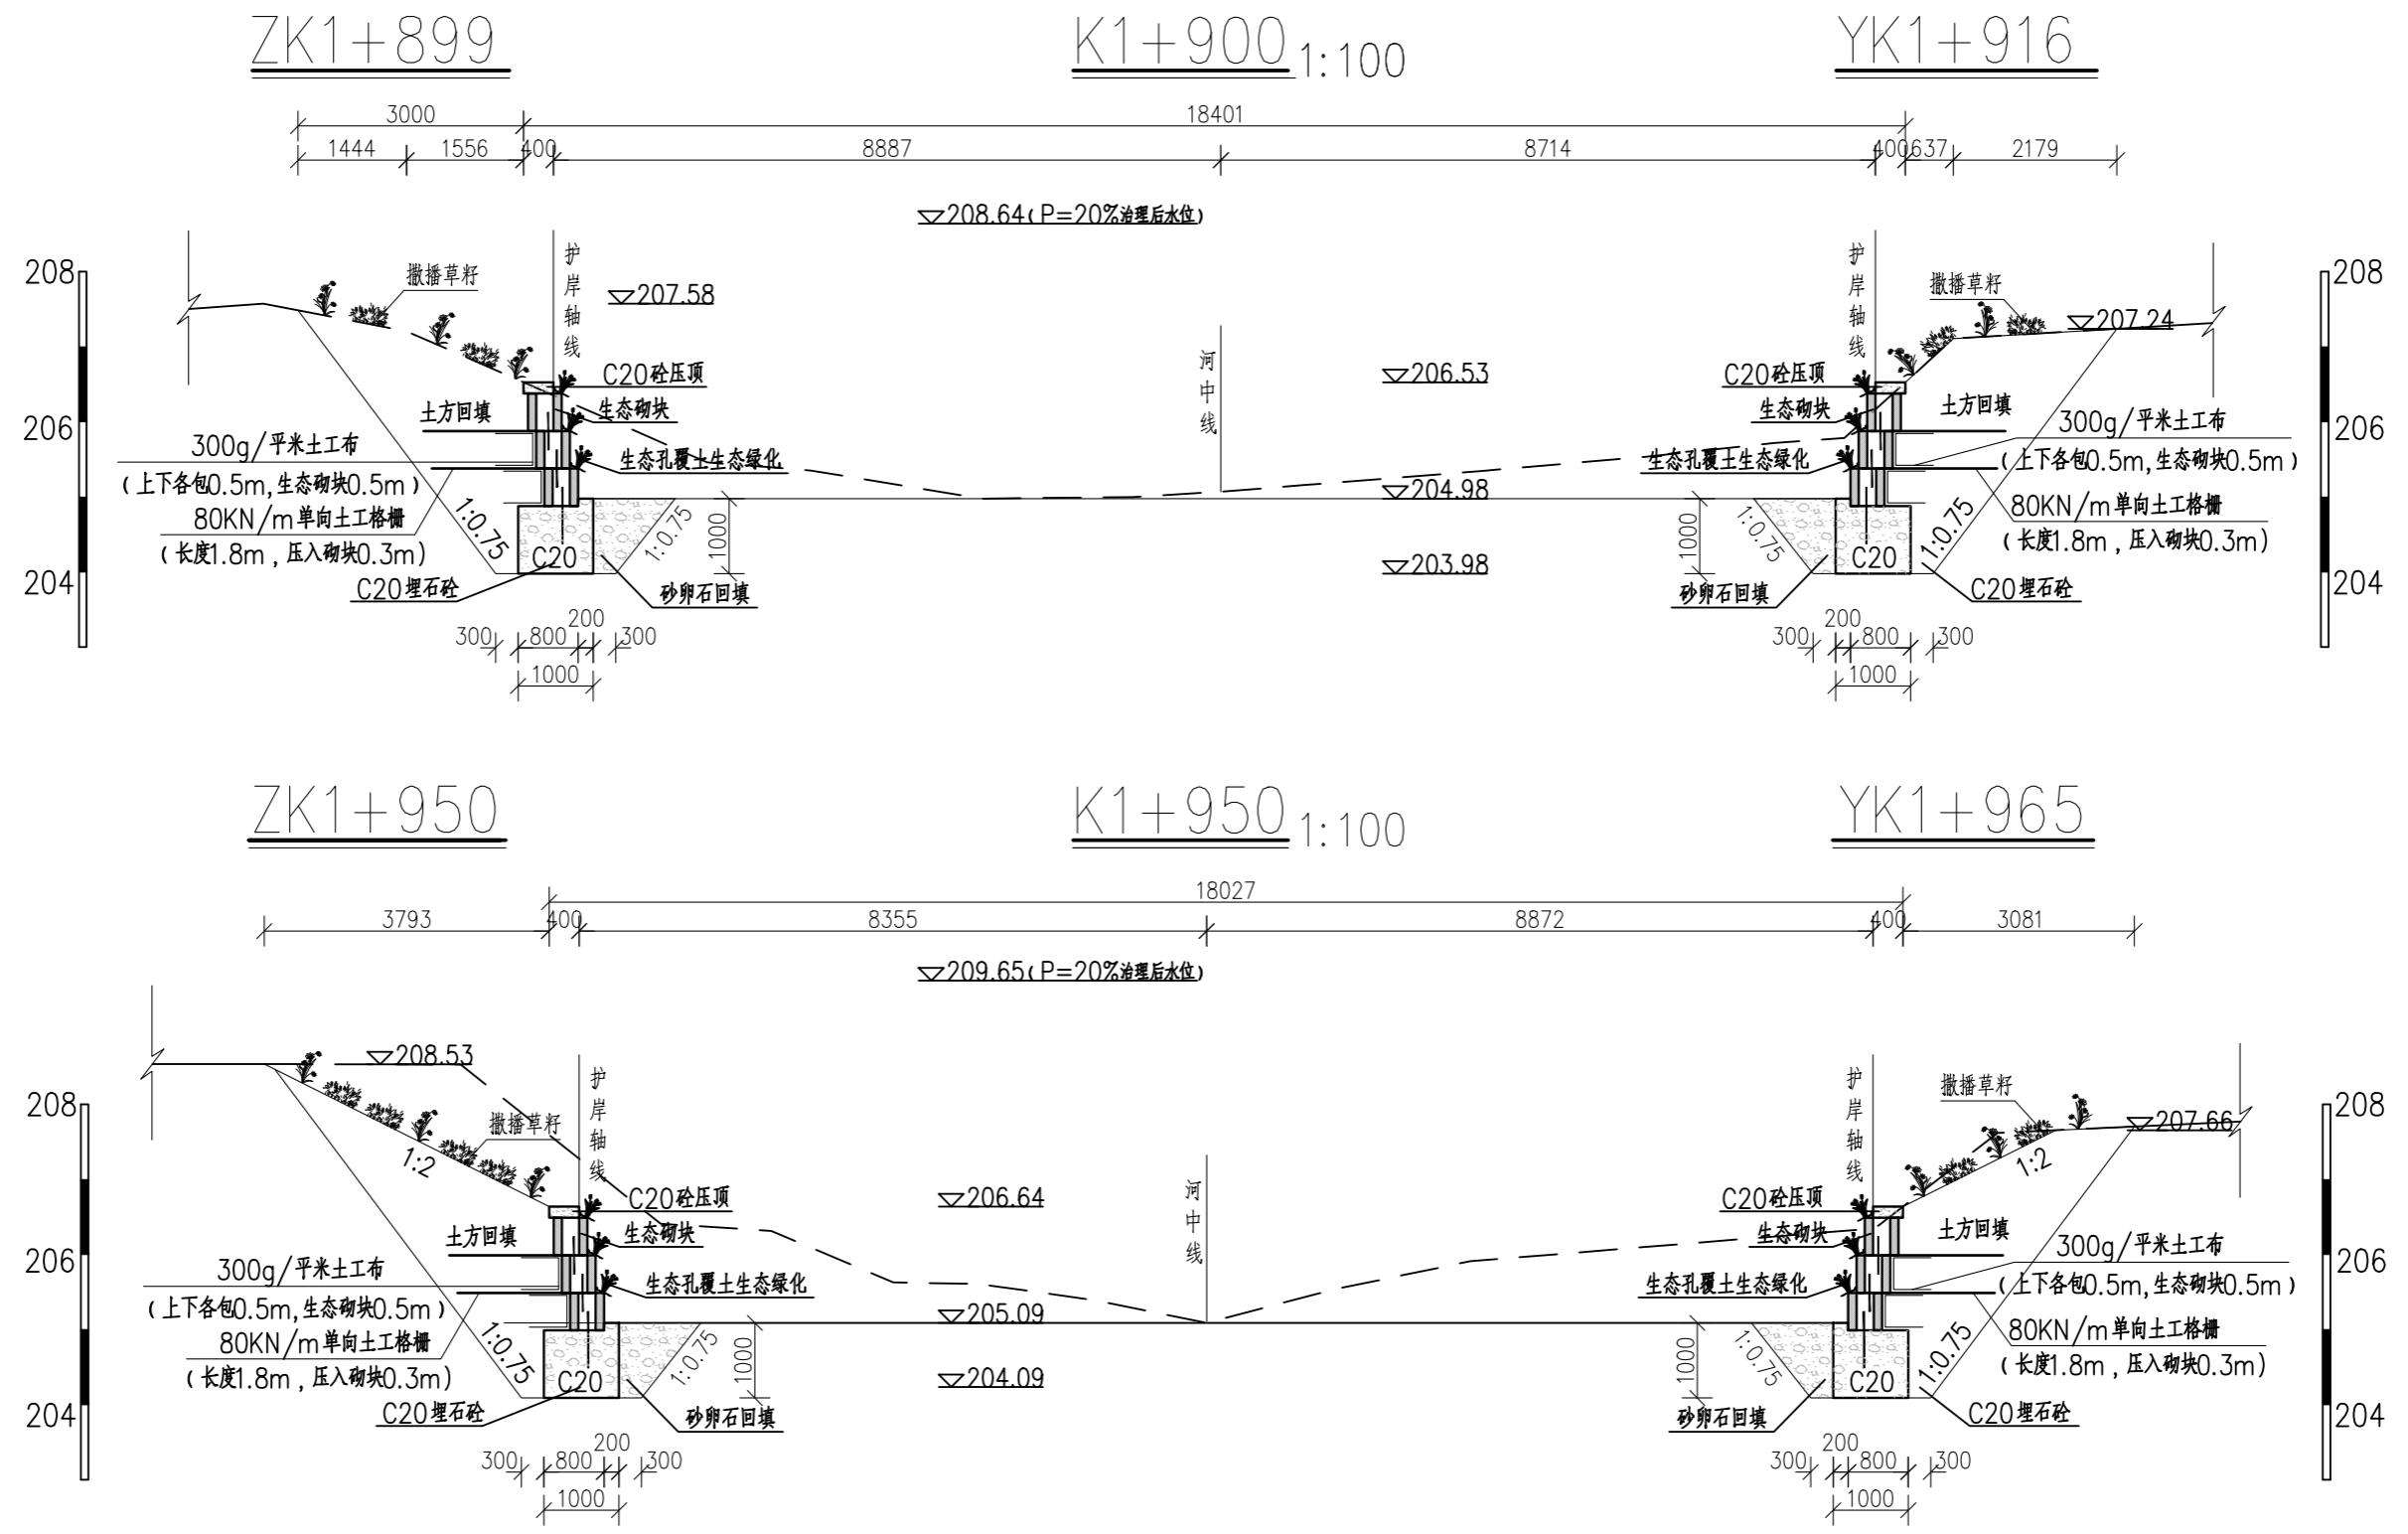 ZK1+899
K1+900 1:100
YK1+916
3000
18401
1444
1556
400
8887
8714
400
637
2179
208.64(P=20%治理后水位)
208
208
护岸轴线
护岸轴线
撒播草籽
撒播草籽
207.58
207.24
河中线
206.53
C20砼压顶
C20砼压顶
土方回填
生态砌块
生态砌块
土方回填
206
206
300g/平米土工布
300g/平米土工布
生态孔覆土生态绿化
生态孔覆土生态绿化
(上下各包0.5m,生态砌块0.5m)
(上下各包0.5m,生态砌块0.5m)
204.98
80KN/m单向土工格栅
80KN/m单向土工格栅
(长度1.8m,压入砌块0.3m)
(长度1.8m,压入砌块0.3m)
1:0.75
1:0.75
1000
1000
1:0.75
1:0.75
C20
C20
203.98
204
204
C20埋石砼
砂卵石回填
砂卵石回填
C20埋石砼
200
200
300
800
300
300
800
300
1000
1000
ZK1+950
K1+950 1:100
YK1+965
18027
3793
400
8355
8872
400
3081
209.65(P=20%治理后水位)
208.53
护岸轴线
护岸轴线
撒播草籽
208
208
撒播草籽
207.66
1:2
1:2
河中线
C20砼压顶
206.64
C20砼压顶
土方回填
生态砌块
生态砌块
土方回填
206
206
300g/平米土工布
300g/平米土工布
生态孔覆土生态绿化
生态孔覆土生态绿化
(上下各包0.5m,生态砌块0.5m)
(上下各包0.5m,生态砌块0.5m)
205.09
80KN/m单向土工格栅
80KN/m单向土工格栅
(长度1.8m,压入砌块0.3m)
(长度1.8m,压入砌块0.3m)
1:0.75
1:0.75
1000
1000
1:0.75
1:0.75
C20
C20
204.09
204
204
C20埋石砼
砂卵石回填
砂卵石回填
C20埋石砼
200
200
300
800
300
300
800
300
1000
1000